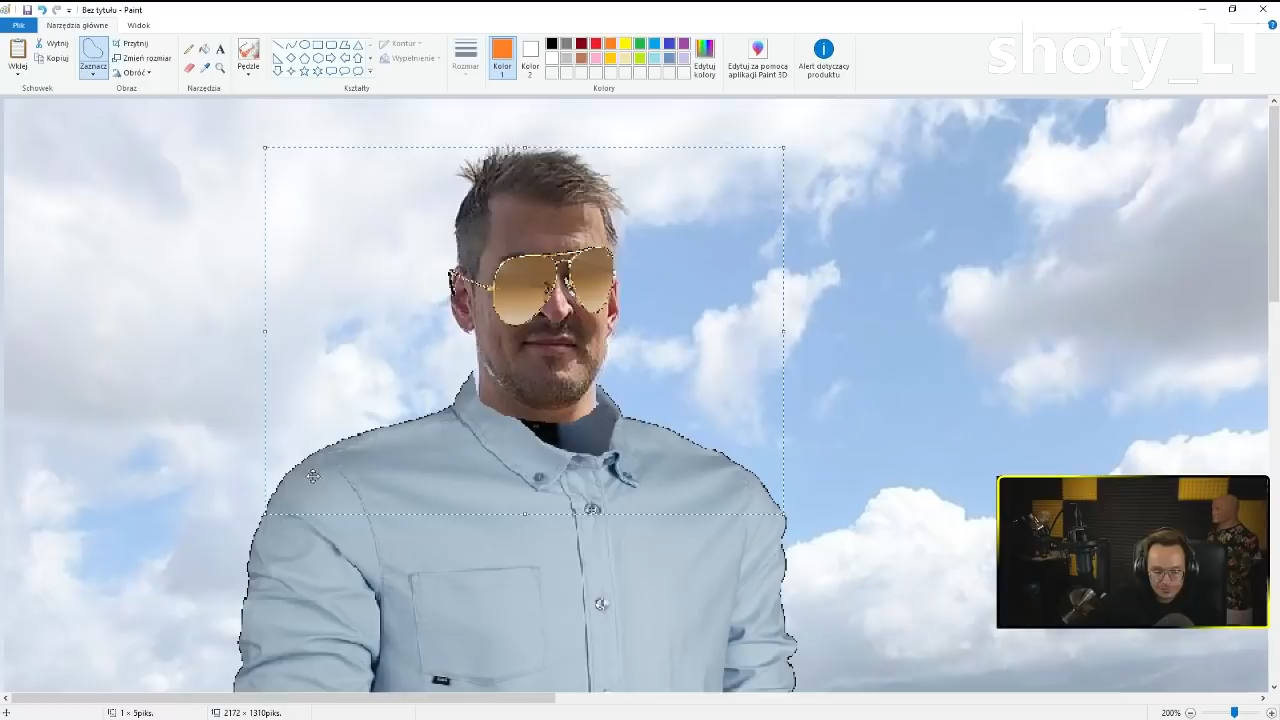 Bez tytułu - Paint
Plik
Narzędzia główne
Widok
Wklej
Wytnij
Kopiuj
Schowek
Zaznacz
Przytnij
Zmień rozmiar
Obróć
Obraz
A
Narzędzia
Pędzle
Kontur
Wypełnienie
Kształty
Rozmiar
Kolor
1
Kolor
2
Edytuj
kolory
Kolory
Edytuj za pomocą
aplikacji Paint 3D
Alert dotyczący
produktu
shoty_LT
1 × 5piks.
2172 × 1310piks.
200%